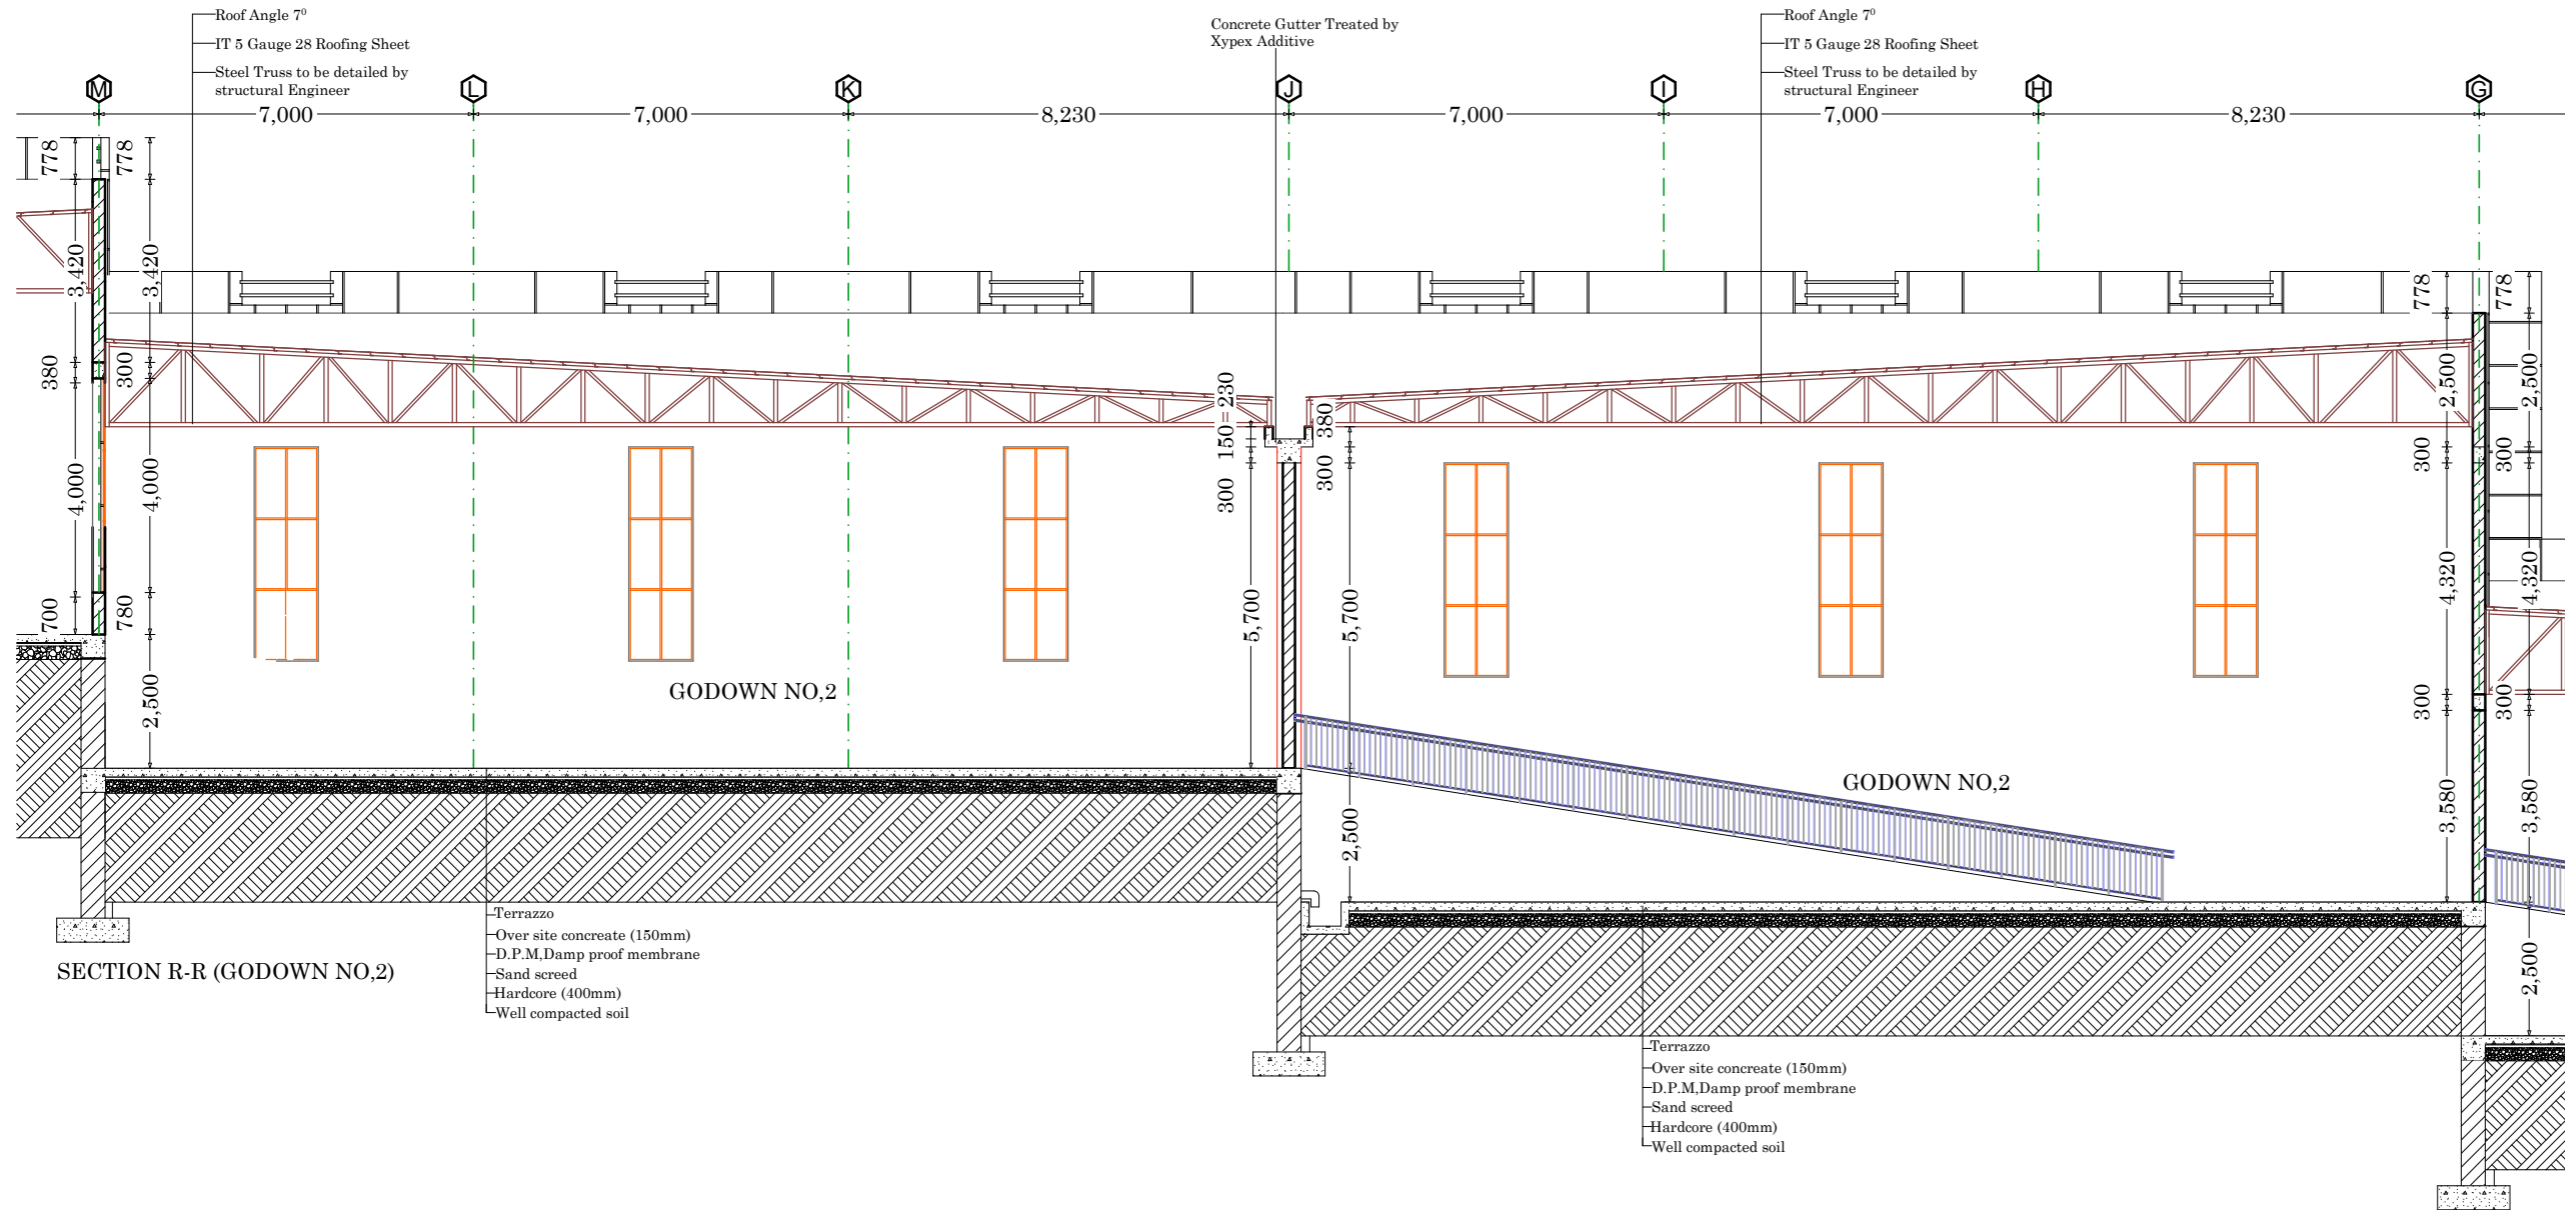 Roof Angle 7⁰
IT 5 Gauge 28 Roofing Sheet
Steel Truss to be detailed by
structural Engineer
Concrete Gutter Treated by
Xypex Additive
Roof Angle 7⁰
IT 5 Gauge 28 Roofing Sheet
Steel Truss to be detailed by
structural Engineer
M
L
K
J
I
H
G
7,000
7,000
8,230
7,000
7,000
8,230
778
778
3,420
3,420
380
300
4,000
4,000
700
780
2,500
150=230
380
300
300
5,700
5,700
2,500
778
778
2,500
2,500
300
300
4,320
4,320
300
300
3,580
3,580
2,500
GODOWN NO,2
GODOWN NO,2
Terrazzo
Over site concreate (150mm)
D.P.M,Damp proof membrane
Sand screed
Hardcore (400mm)
Well compacted soil
SECTION R-R (GODOWN NO,2)
Terrazzo
Over site concreate (150mm)
D.P.M,Damp proof membrane
Sand screed
Hardcore (400mm)
Well compacted soil